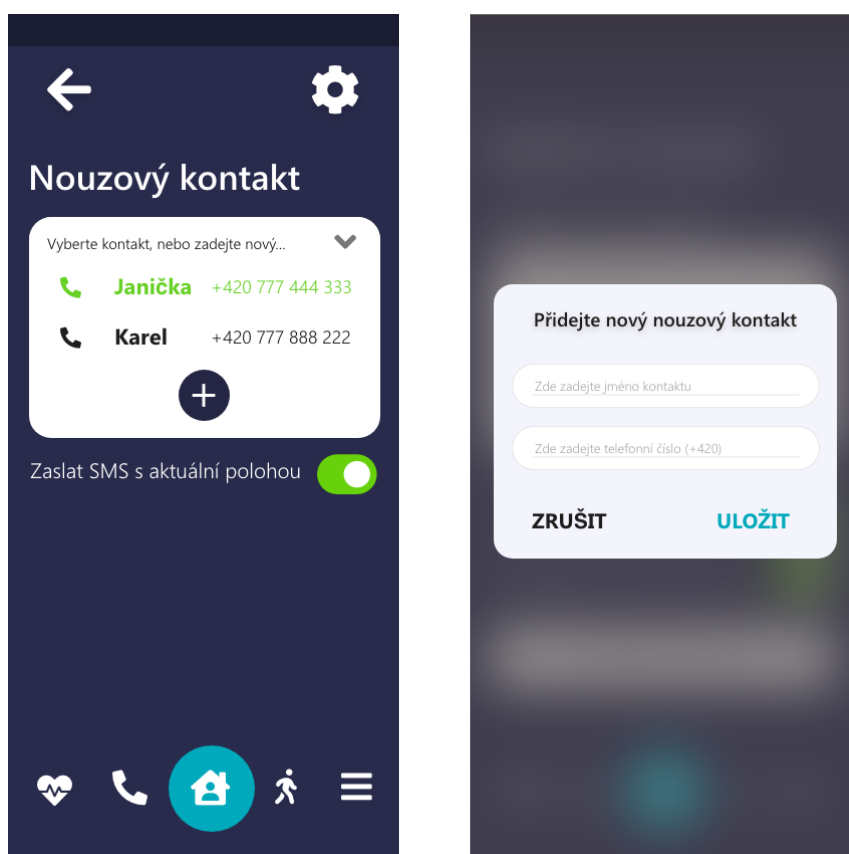 Nouzový kontakt
Vyberte kontakt, nebo zadejte nový...
Janička +420 777 444 333
Karel +420 777 888 222
Zaslat SMS s aktuální polohou
Přidejte nový nouzový kontakt
Zde zadejte jméno kontaktu
Zde zadejte telefonní číslo (+420)
ZRUŠIT ULOŽIT